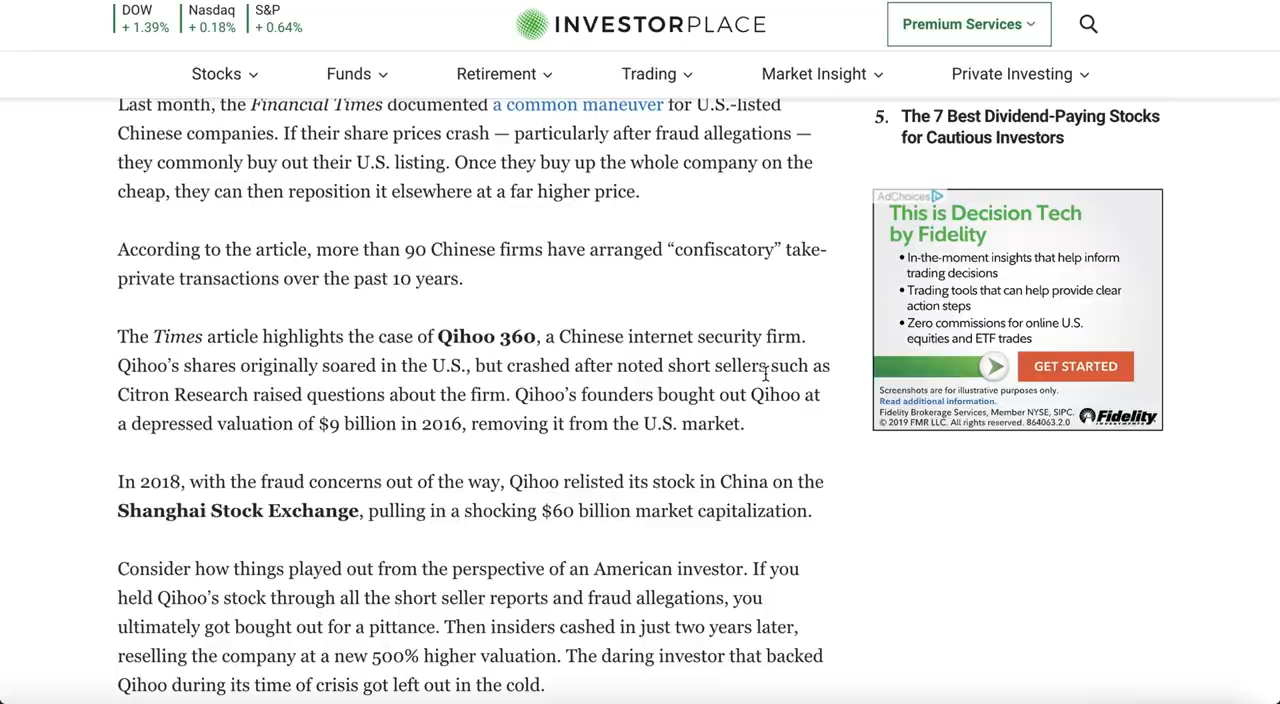 DOW
+ 1.39%
Nasdaq
+ 0.18%
S&P
+ 0.64%
INVESTORPLACE
Premium Services
Stocks
Funds
Retirement
Trading
Market Insight
Private Investing
Last month, the Financial Times documented a common maneuver for U.S.-listed
Chinese companies. If their share prices crash — particularly after fraud allegations —
they commonly buy out their U.S. listing. Once they buy up the whole company on the
cheap, they can then reposition it elsewhere at a far higher price.
According to the article, more than 90 Chinese firms have arranged “confiscatory” take-
private transactions over the past 10 years.
The Times article highlights the case of Qihoo 360, a Chinese internet security firm.
Qihoo’s shares originally soared in the U.S., but crashed after noted short sellers such as
Citron Research raised questions about the firm. Qihoo’s founders bought out Qihoo at
a depressed valuation of $9 billion in 2016, removing it from the U.S. market.
In 2018, with the fraud concerns out of the way, Qihoo relisted its stock in China on the
Shanghai Stock Exchange, pulling in a shocking $60 billion market capitalization.
Consider how things played out from the perspective of an American investor. If you
held Qihoo’s stock through all the short seller reports and fraud allegations, you
ultimately got bought out for a pittance. Then insiders cashed in just two years later,
reselling the company at a new 500% higher valuation. The daring investor that backed
Qihoo during its time of crisis got left out in the cold.
5. The 7 Best Dividend-Paying Stocks
for Cautious Investors
AdChoices
This is Decision Tech
by Fidelity
• In-the-moment insights that help inform
trading decisions
• Trading tools that can help provide clear
action steps
• Zero commissions for online U.S.
equities and ETF trades
GET STARTED
Screenshots are for illustrative purposes only.
Read additional information.
Fidelity Brokerage Services, Member NYSE, SIPC.
© 2019 FMR LLC. All rights reserved. 864063.2.0
Fidelity
INVESTMENTS